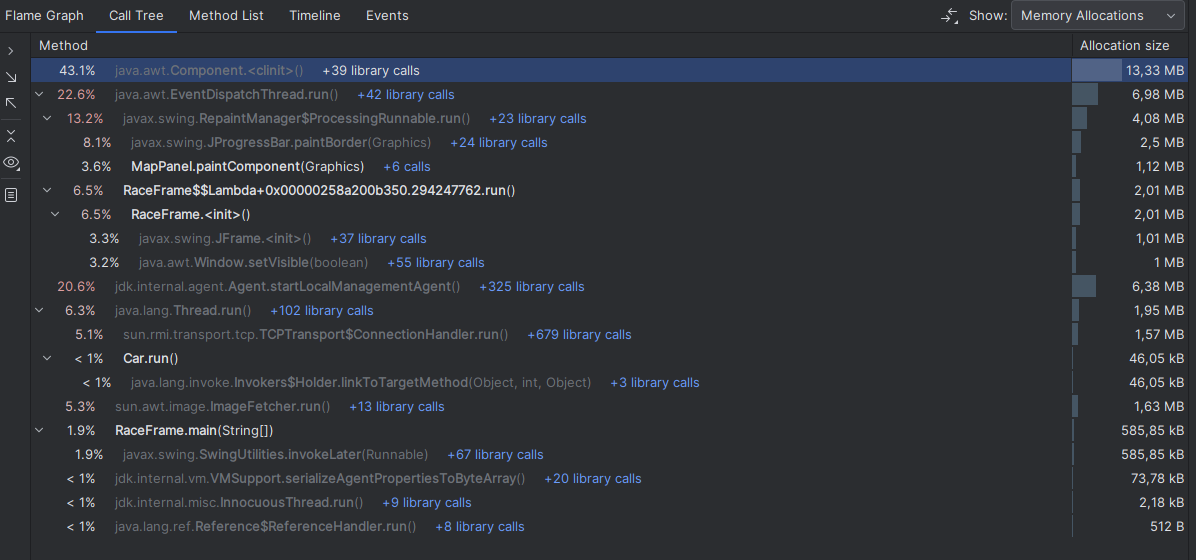 Flame Graph Call Tree Method List Timeline Events Show: Memory Allocations
Method Allocation size
43.1% java.awt.Component.<clinit>() +39 library calls 13,33 MB
22.6% java.awt.EventDispatchThread.run() +42 library calls 6,98 MB
13.2% javax.swing.RepaintManager$ProcessingRunnable.run() +23 library calls 4,08 MB
8.1% javax.swing.JProgressBar.paintBorder(Graphics) +24 library calls 2,5 MB
3.6% MapPanel.paintComponent(Graphics) +6 calls 1,12 MB
6.5% RaceFrame$$Lambda+0x00000258a200b350.294247762.run() 2,01 MB
6.5% RaceFrame.<init>() 2,01 MB
3.3% javax.swing.JFrame.<init>() +37 library calls 1,01 MB
3.2% java.awt.Window.setVisible(boolean) +55 library calls 1 MB
20.6% jdk.internal.agent.Agent.startLocalManagementAgent() +325 library calls 6,38 MB
6.3% java.lang.Thread.run() +102 library calls 1,95 MB
5.1% sun.rmi.transport.tcp.TCPTransport$ConnectionHandler.run() +679 library calls 1,57 MB
< 1% Car.run() 46,05 kB
< 1% java.lang.invoke.Invokers$Holder.linkToTargetMethod(Object, int, Object) +3 library calls 46,05 kB
5.3% sun.awt.image.ImageFetcher.run() +13 library calls 1,63 MB
1.9% RaceFrame.main(String[]) 585,85 kB
1.9% javax.swing.SwingUtilities.invokeLater(Runnable) +67 library calls 585,85 kB
< 1% jdk.internal.vm.VMSupport.serializeAgentPropertiesToByteArray() +20 library calls 73,78 kB
< 1% jdk.internal.misc.InnocuousThread.run() +9 library calls 2,18 kB
< 1% java.lang.ref.Reference$ReferenceHandler.run() +8 library calls 512 B